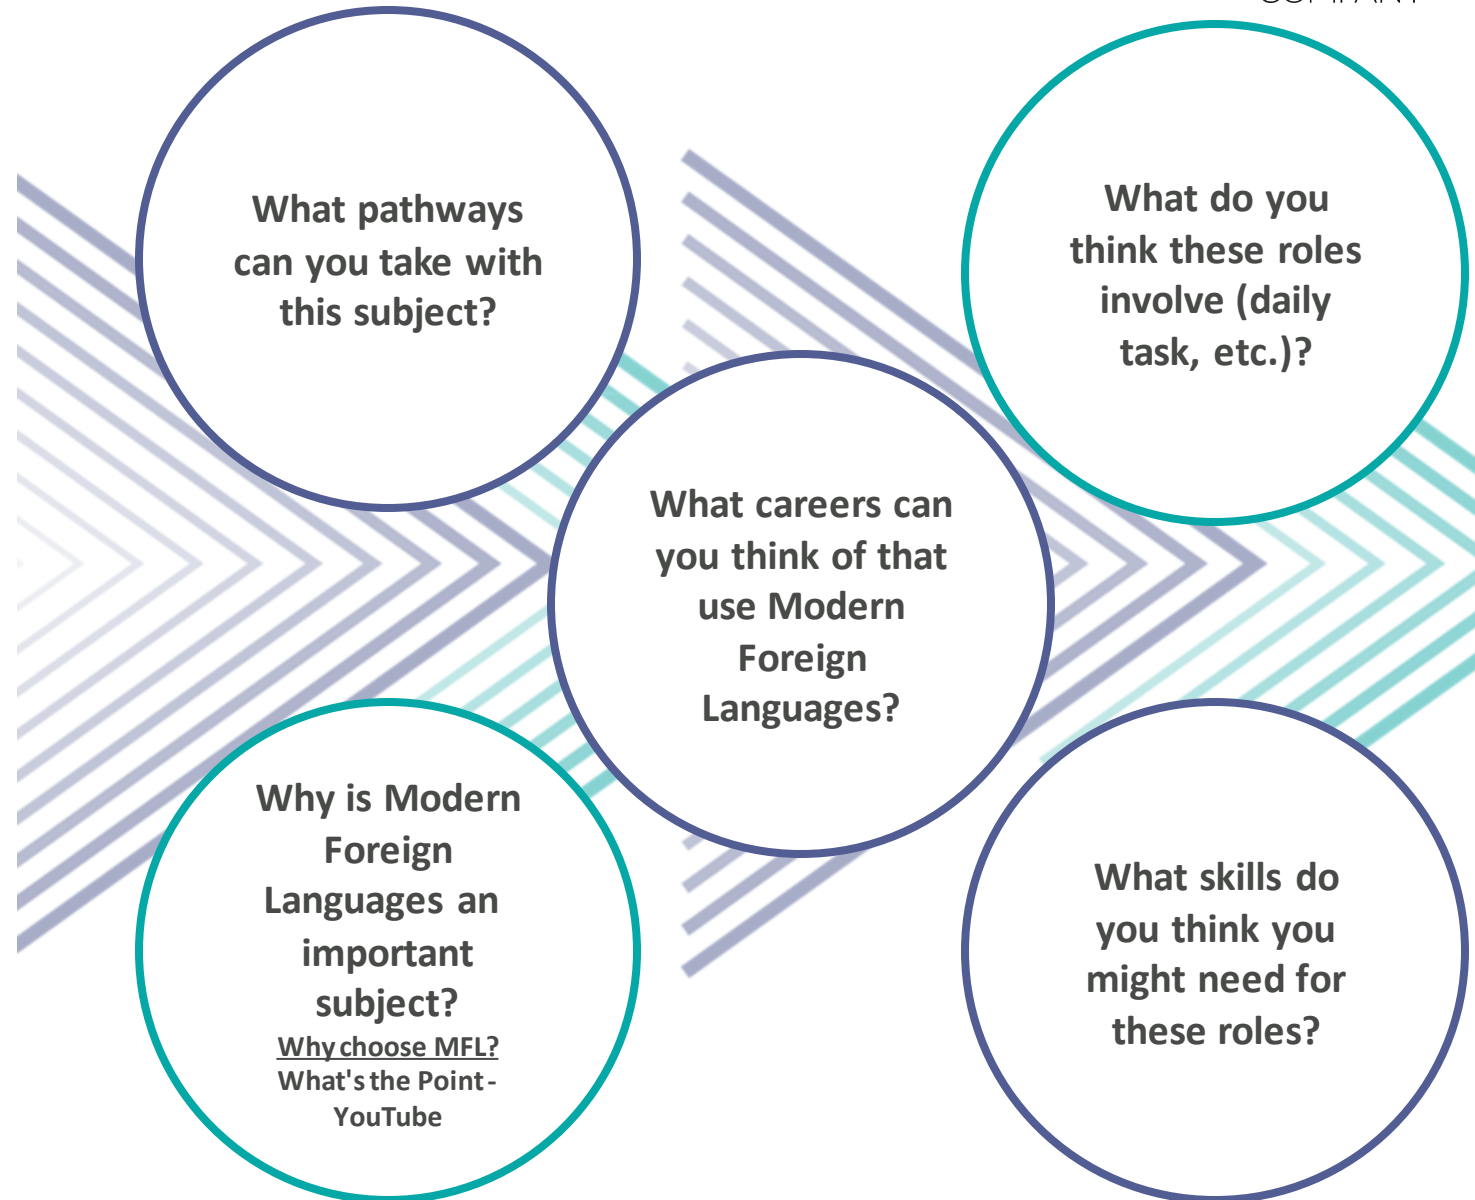 What pathways
can you take with
this subject?
What do you
think these roles
involve (daily
task, etc.)?
What careers can
you think of that
use Modern
Foreign
Languages?
Why is Modern
Foreign
Languages an
important
subject?
Why choose MFL?
What's the Point -
YouTube
What skills do
you think you
might need for
these roles?